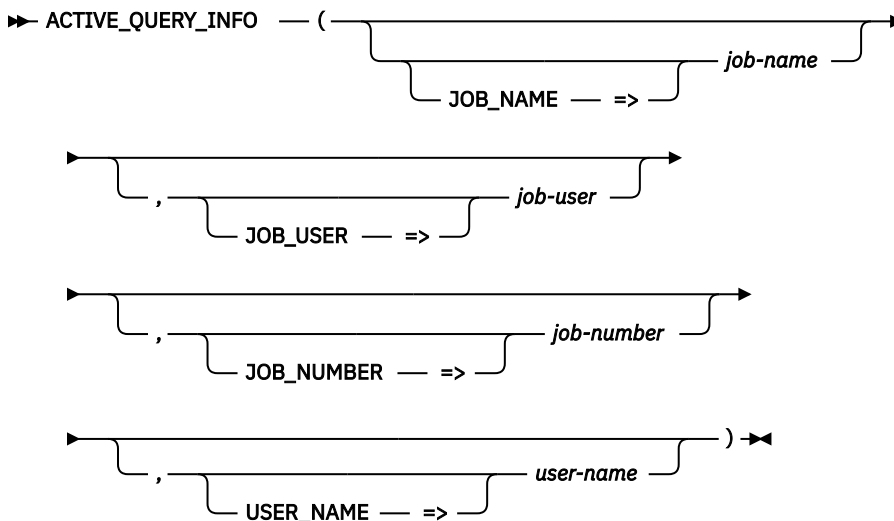 ACTIVE_QUERY_INFO (
job-name
JOB_NAME =>
, job-user
JOB_USER =>
, job-number
JOB_NUMBER =>
)
, user-name
USER_NAME =>